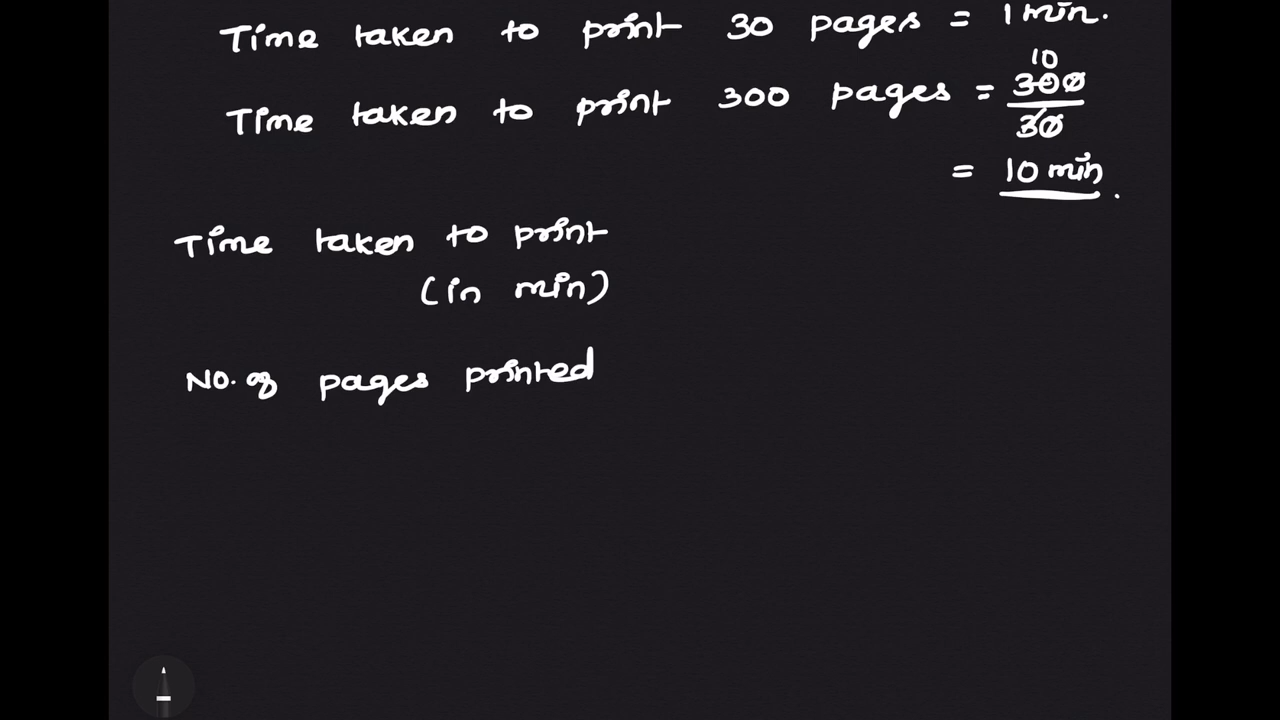 Time taken to print 30 pages = 1 min.
Time taken to print 300 pages = 300/30
10
= 10 min.
Time taken to print
(in min)
No. of pages printed